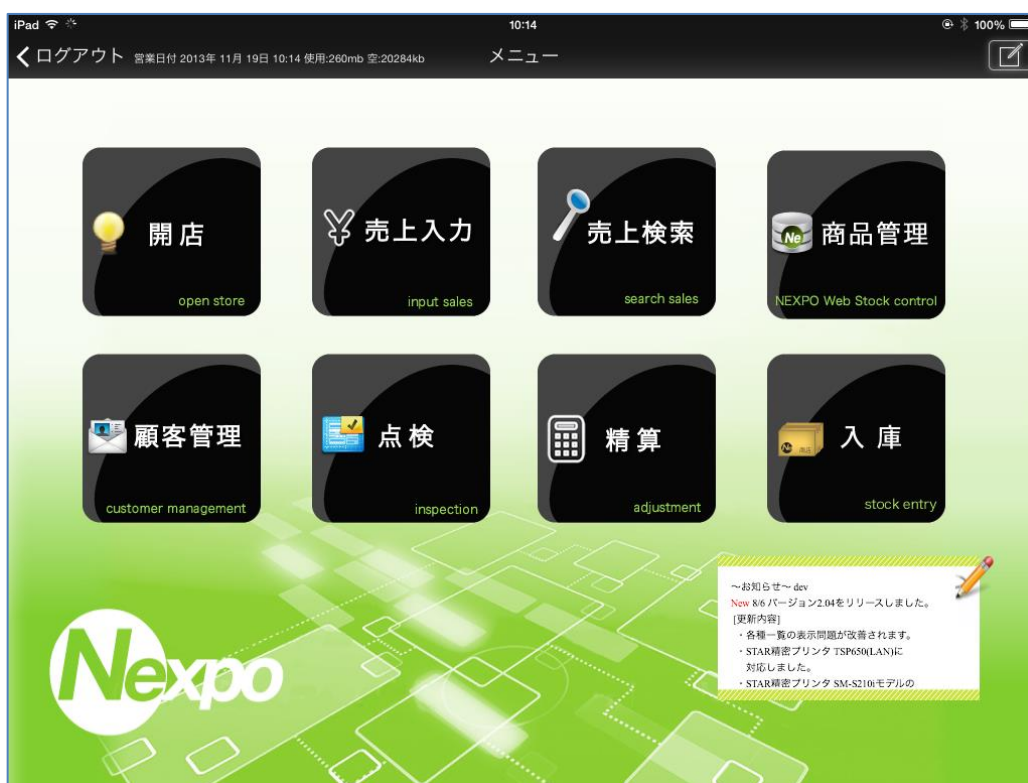 iPad 10:14 100%
ログアウト 営業日付 2013年 11月 19日 10:14 使用:260mb 空:20284kb メニュー
開店
open store
売上入力
input sales
売上検索
search sales
Ne 商品管理
NEXPO Web Stock control
顧客管理
customer management
点検
inspection
精算
adjustment
入庫
stock entry
〜お知らせ〜 dev
New 8/6 バージョン2.04をリリースしました。
[更新内容]
・各種一覧の表示問題が改善されます。
・STAR精密プリンタ TSP650(LAN)に
対応しました。
・STAR精密プリンタ SM-S210iモデルの
Nexpo